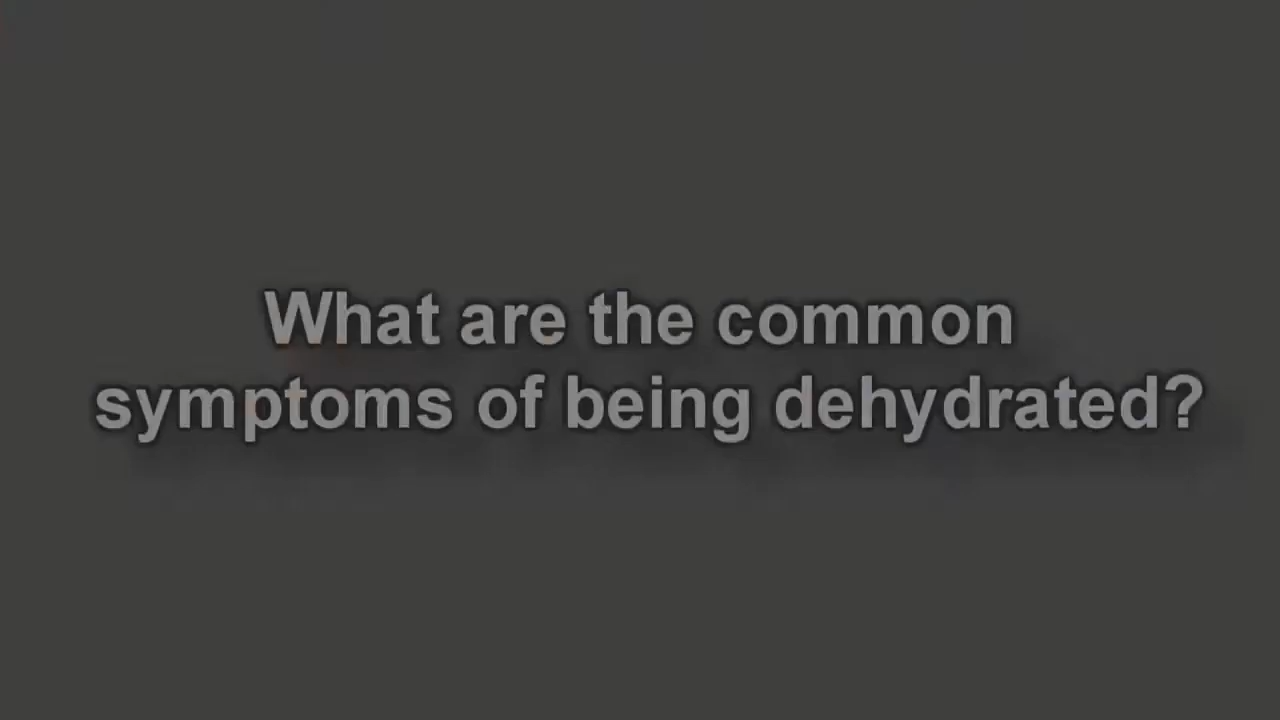 What are the common
symptoms of being dehydrated?